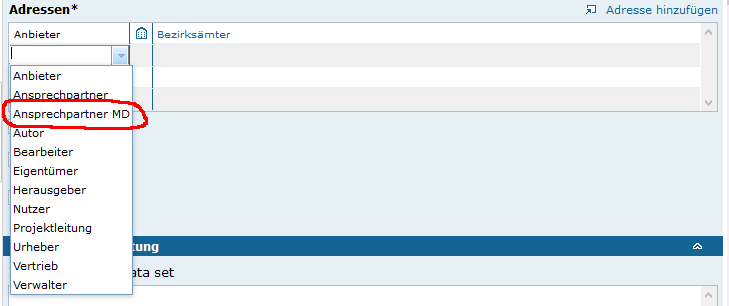 Adressen*
Adresse hinzufügen
Anbieter Bezirksämter
Anbieter
Ansprechpartner
Ansprechpartner MD
Autor
Bearbeiter
Eigentümer
Herausgeber
Nutzer
Projektleitung
Urheber tung
Vertrieb ata set
Verwalter